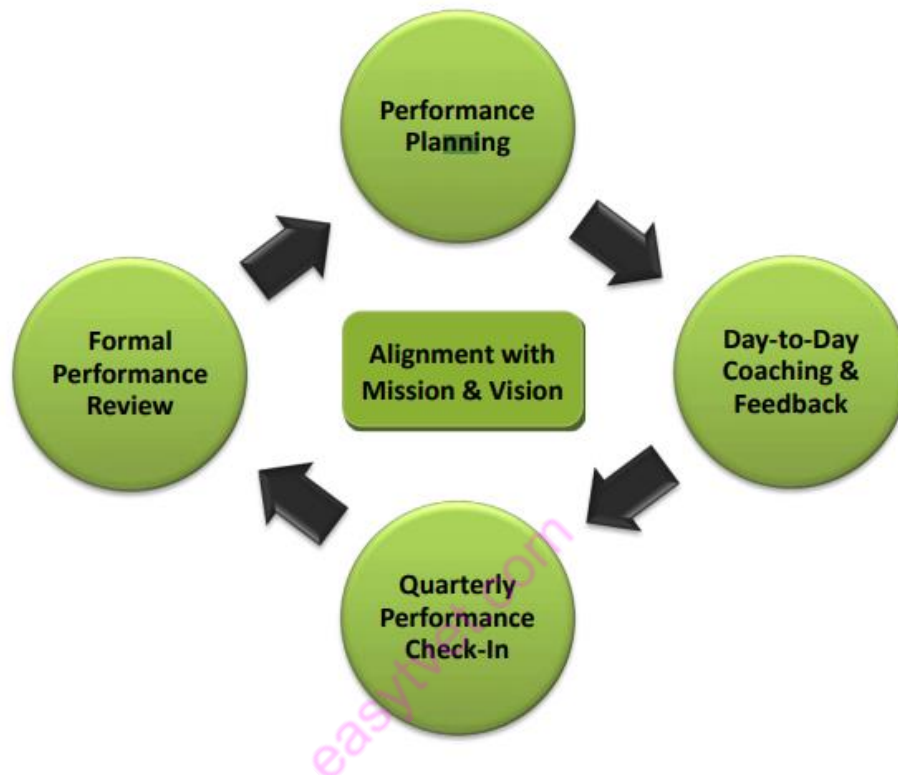 Performance
Planning
Formal
Performance
Review
Alignment with
Mission & Vision
Day-to-Day
Coaching &
Feedback
Quarterly
Performance
Check-In
easytvet.com